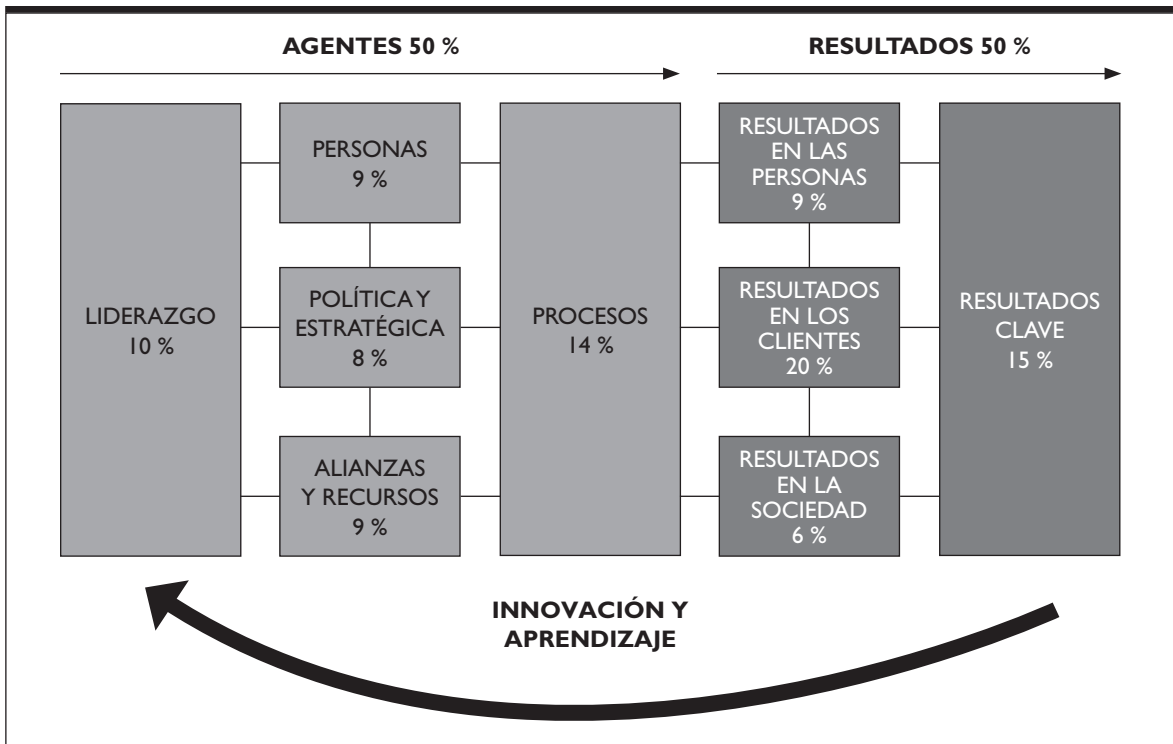 AGENTES 50 %
RESULTADOS 50 %
LIDERAZGO
10 %
PERSONAS
9 %
POLÍTICA Y
ESTRATÉGICA
8 %
ALIANZAS
Y RECURSOS
9 %
PROCESOS
14 %
RESULTADOS
EN LAS
PERSONAS
9 %
RESULTADOS
EN LOS
CLIENTES
20 %
RESULTADOS
EN LA
SOCIEDAD
6 %
RESULTADOS
CLAVE
15 %
INNOVACIÓN Y
APRENDIZAJE